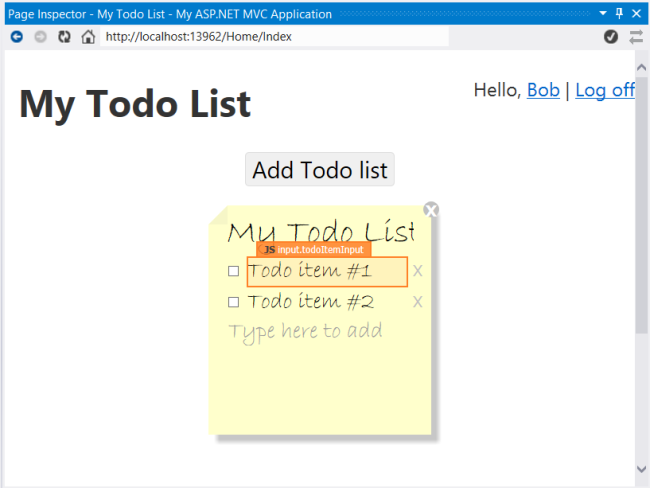 Page Inspector - My Todo List - My ASP.NET MVC Application
http://localhost:13962/Home/Index
My Todo List
Hello, Bob | Log off
Add Todo list
My Todo List
JS input.todoItemInput
Todo item #1 X
Todo item #2 X
Type here to add